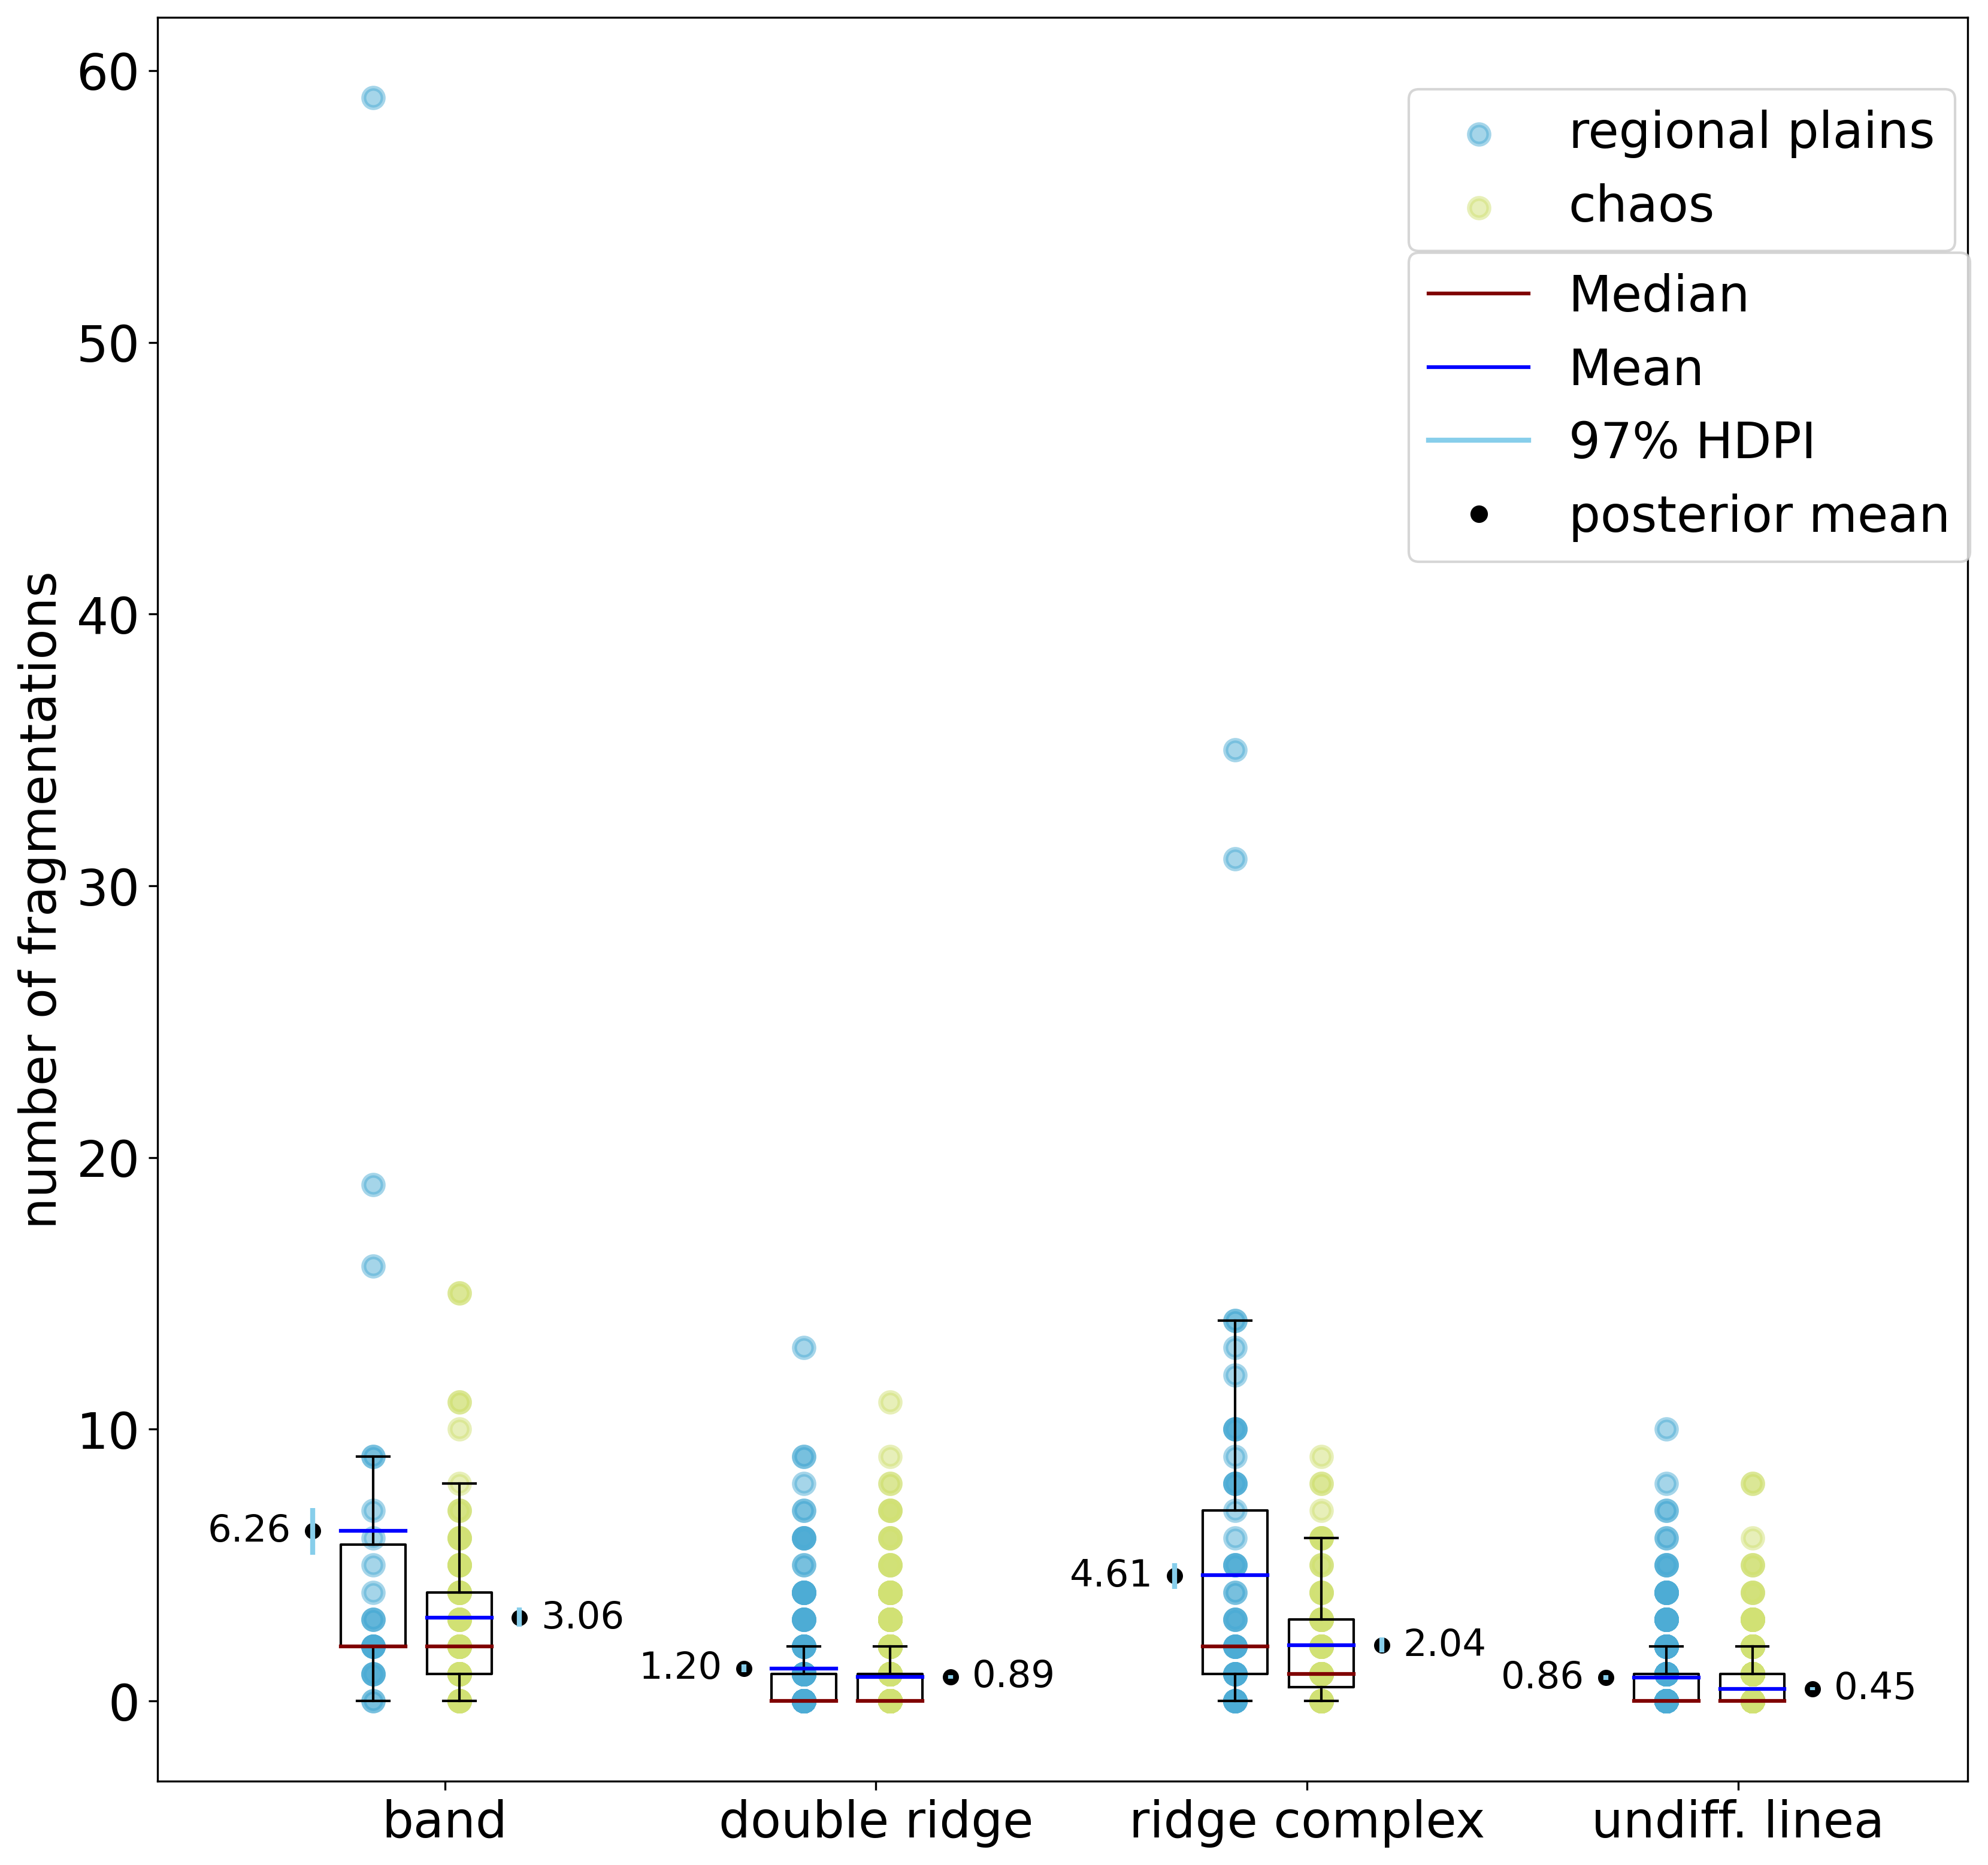 number of fragmentations
60
50
40
30
20
10
0
regional plains
chaos
Median
Mean
97% HDPI
posterior mean
6.26
3.06
1.20
0.89
4.61
2.04
0.86
0.45
band
double ridge
ridge complex
undiff. linea